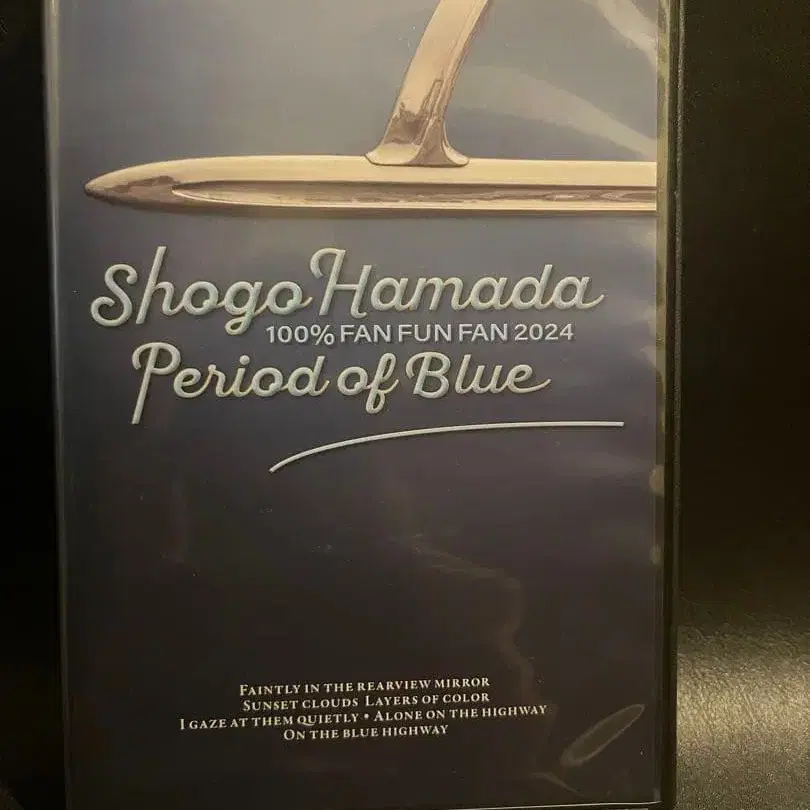 Shogo Hamada
100% FAN FUN FAN 2024
Period of Blue
FAINTLY IN THE REARVIEW MIRROR
SUNSET CLOUDS LAYERS OF COLOR
I GAZE AT THEM QUIETLY • ALONE ON THE HIGHWAY
ON THE BLUE HIGHWAY